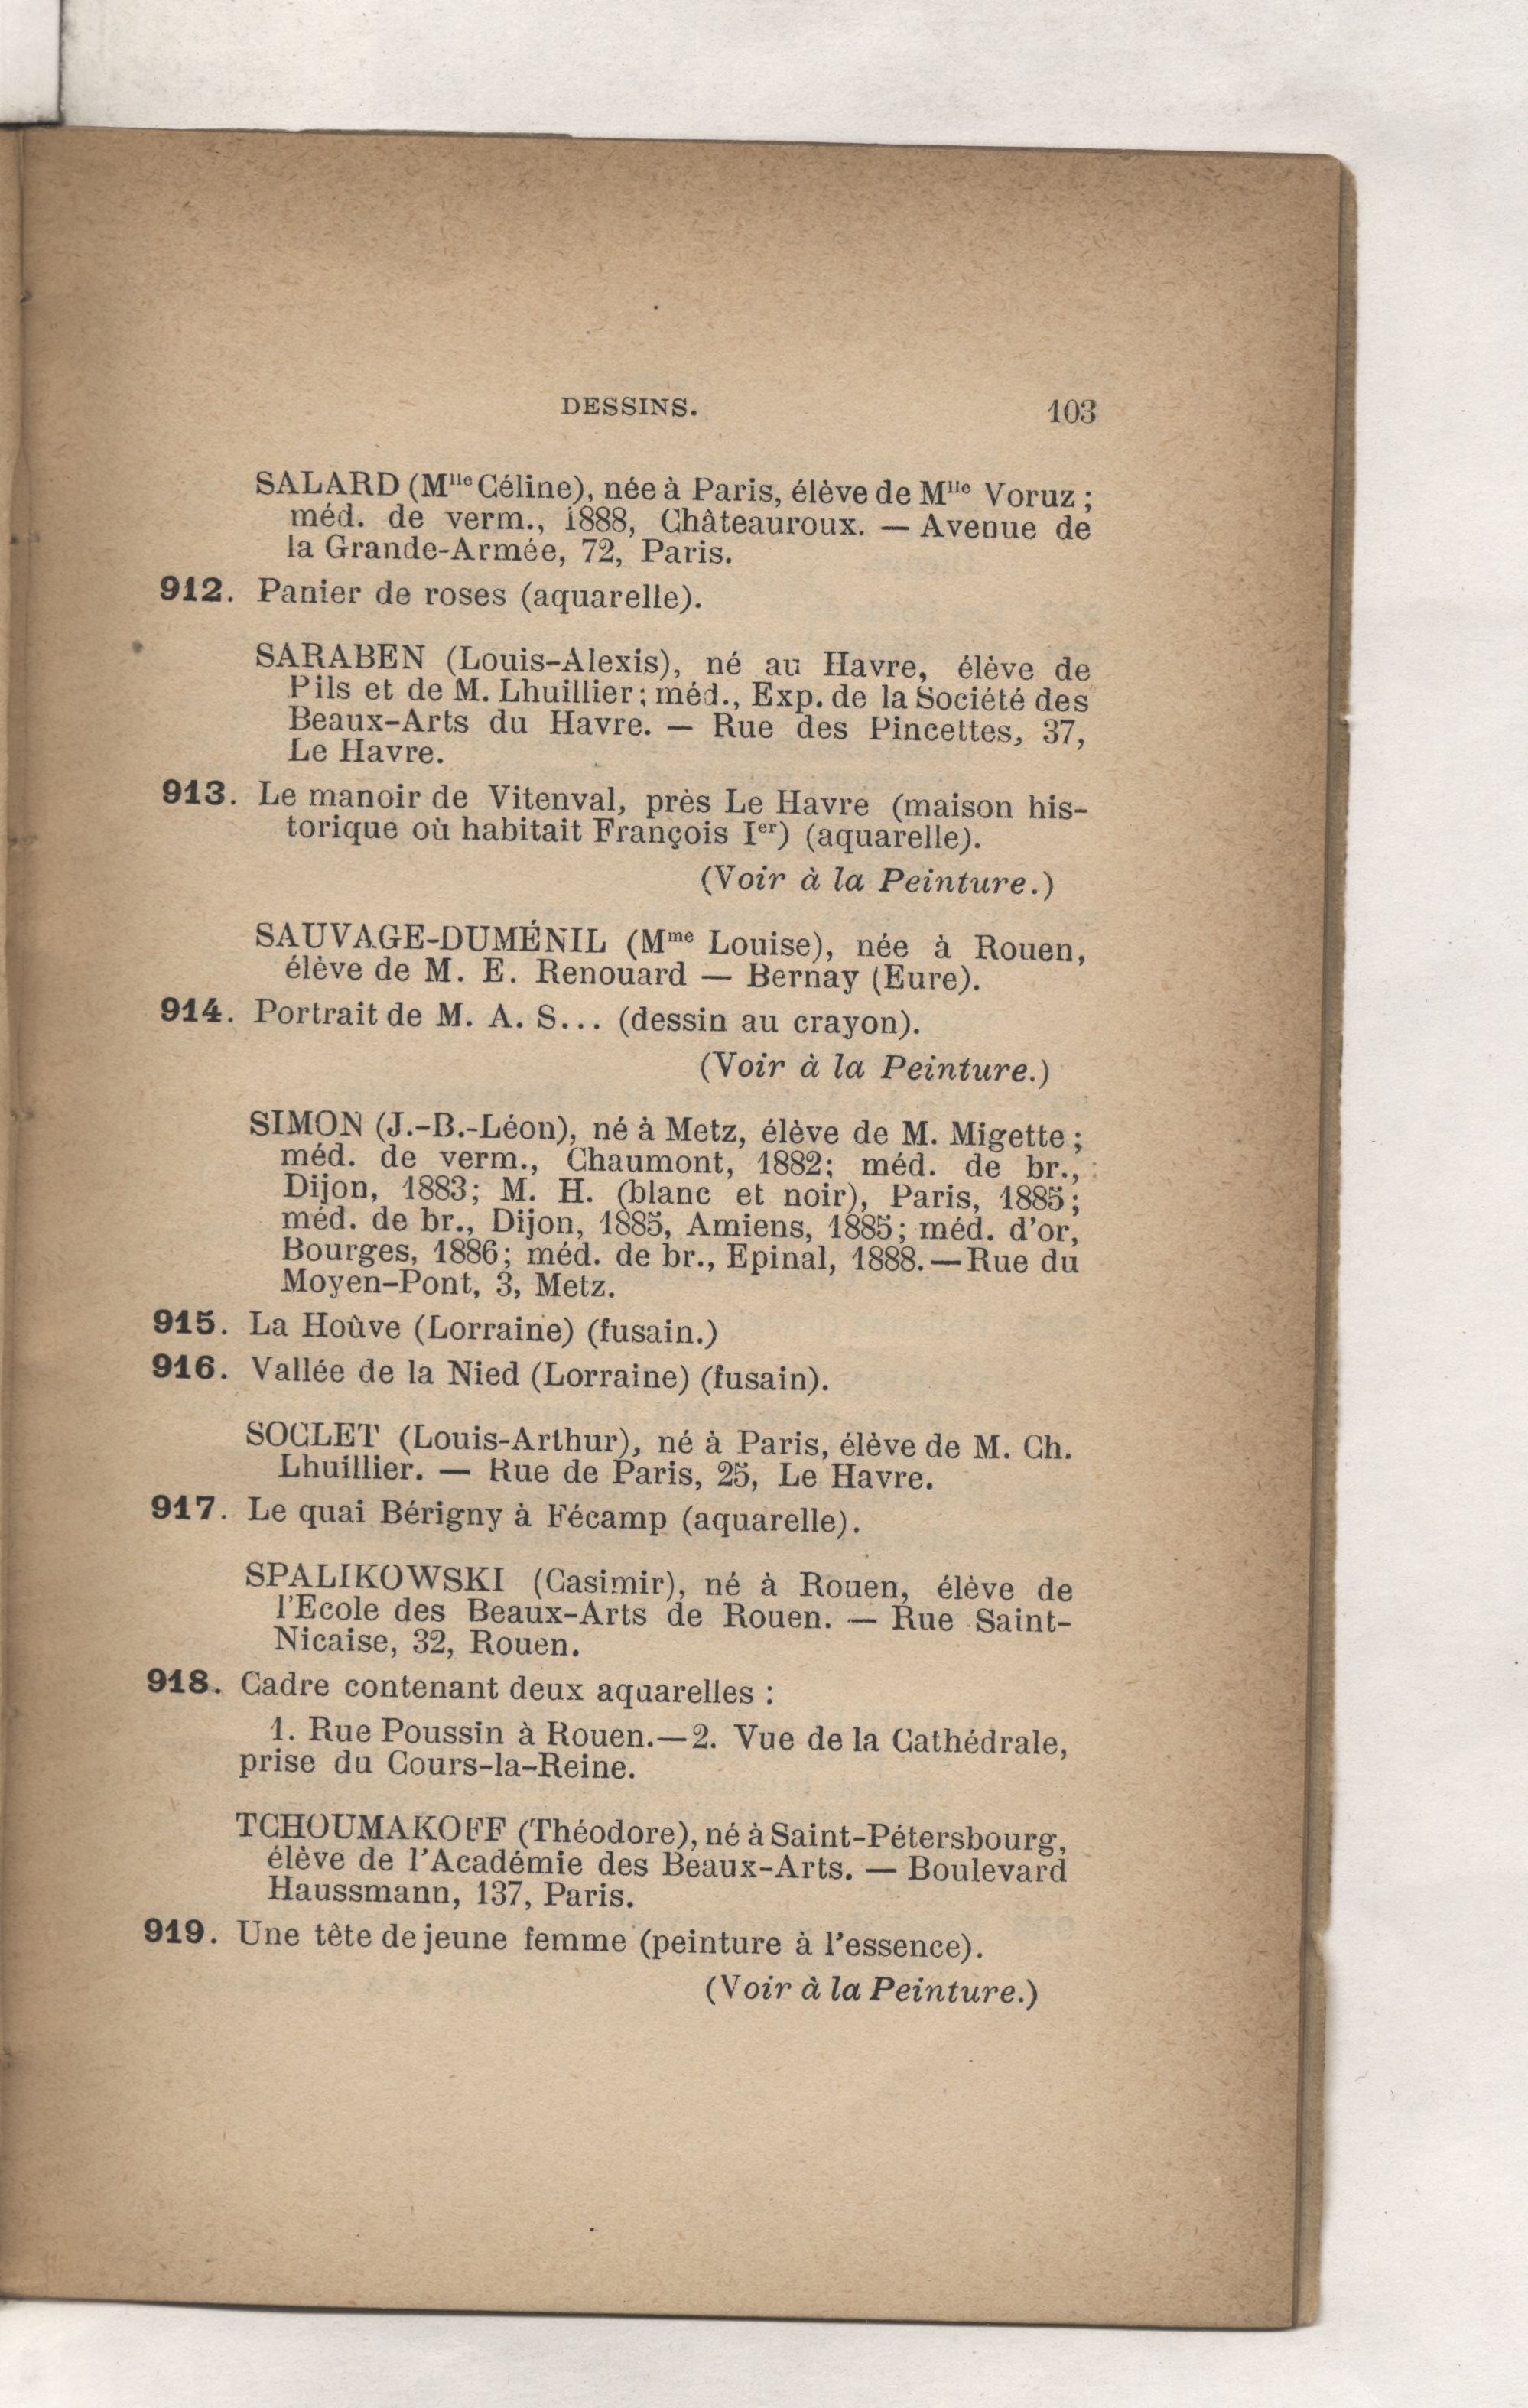 DESSINS. 103
SALARD (Mlle Céline), née à Paris, élève de Mlle Voruz ;
méd. de verm., 1888, Châteauroux. — Avenue de
la Grande-Armée, 72, Paris.
912. Panier de roses (aquarelle).
SARABEN (Louis-Alexis), né au Havre, élève de
Pils et de M. Lhuillier ; méd., Exp. de la Société des
Beaux-Arts du Havre. — Rue des Pincettes, 37,
Le Havre.
913. Le manoir de Vitenval, près Le Havre (maison his-
torique où habitait François Ier) (aquarelle).
(Voir à la Peinture.)
SAUVAGE-DUMÉNIL (Mme Louise), née à Rouen,
élève de M. E. Renouard — Bernay (Eure).
914. Portrait de M. A. S... (dessin au crayon).
(Voir à la Peinture.)
SIMON (J.-B.-Léon), né à Metz, élève de M. Migette ;
méd. de verm., Chaumont, 1882; méd. de br.,
Dijon, 1883; M. H. (blanc et noir), Paris, 1885;
méd. de br., Dijon, 1885, Amiens, 1885; méd. d'or,
Bourges, 1886; méd. de br., Epinal, 1888. — Rue du
Moyen-Pont, 3, Metz.
915. La Hoûve (Lorraine) (fusain.)
916. Vallée de la Nied (Lorraine) (fusain).
SOCLET (Louis-Arthur), né à Paris, élève de M. Ch.
Lhuillier. — Rue de Paris, 25, Le Havre.
917. Le quai Bérigny à Fécamp (aquarelle).
SPALIKOWSKI (Casimir), né à Rouen, élève de
l'Ecole des Beaux-Arts de Rouen. — Rue Saint-
Nicaise, 32, Rouen.
918. Cadre contenant deux aquarelles :
1. Rue Poussin à Rouen. — 2. Vue de la Cathédrale,
prise du Cours-la-Reine.
TCHOUMAKOFF (Théodore), né à Saint-Pétersbourg,
élève de l'Académie des Beaux-Arts. — Boulevard
Haussmann, 137, Paris.
919. Une tête de jeune femme (peinture à l'essence).
(Voir à la Peinture.)